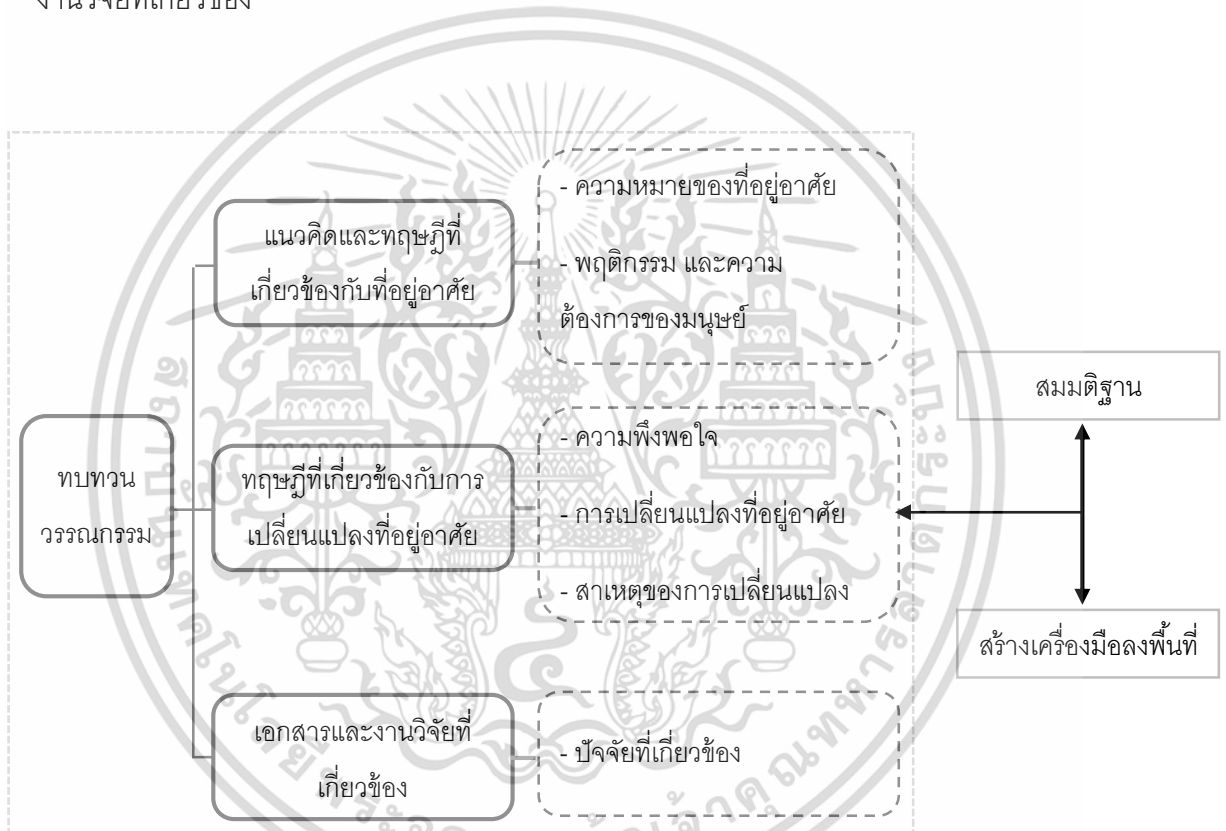 งานวิจัยที่เกี่ยวข้อง
แนวคิดและทฤษฎีที่
เกี่ยวข้องกับที่อยู่อาศัย
- ความหมายของที่อยู่อาศัย
- พฤติกรรม และความ
ต้องการของมนุษย์
ทบทวน
วรรณกรรม
ทฤษฎีที่เกี่ยวข้องกับการ
เปลี่ยนแปลงที่อยู่อาศัย
- ความพึงพอใจ
- การเปลี่ยนแปลงที่อยู่อาศัย
- สาเหตุของการเปลี่ยนแปลง
สมมติฐาน
สร้างเครื่องมือลงพื้นที่
เอกสารและงานวิจัยที่
เกี่ยวข้อง
- ปัจจัยที่เกี่ยวข้อง